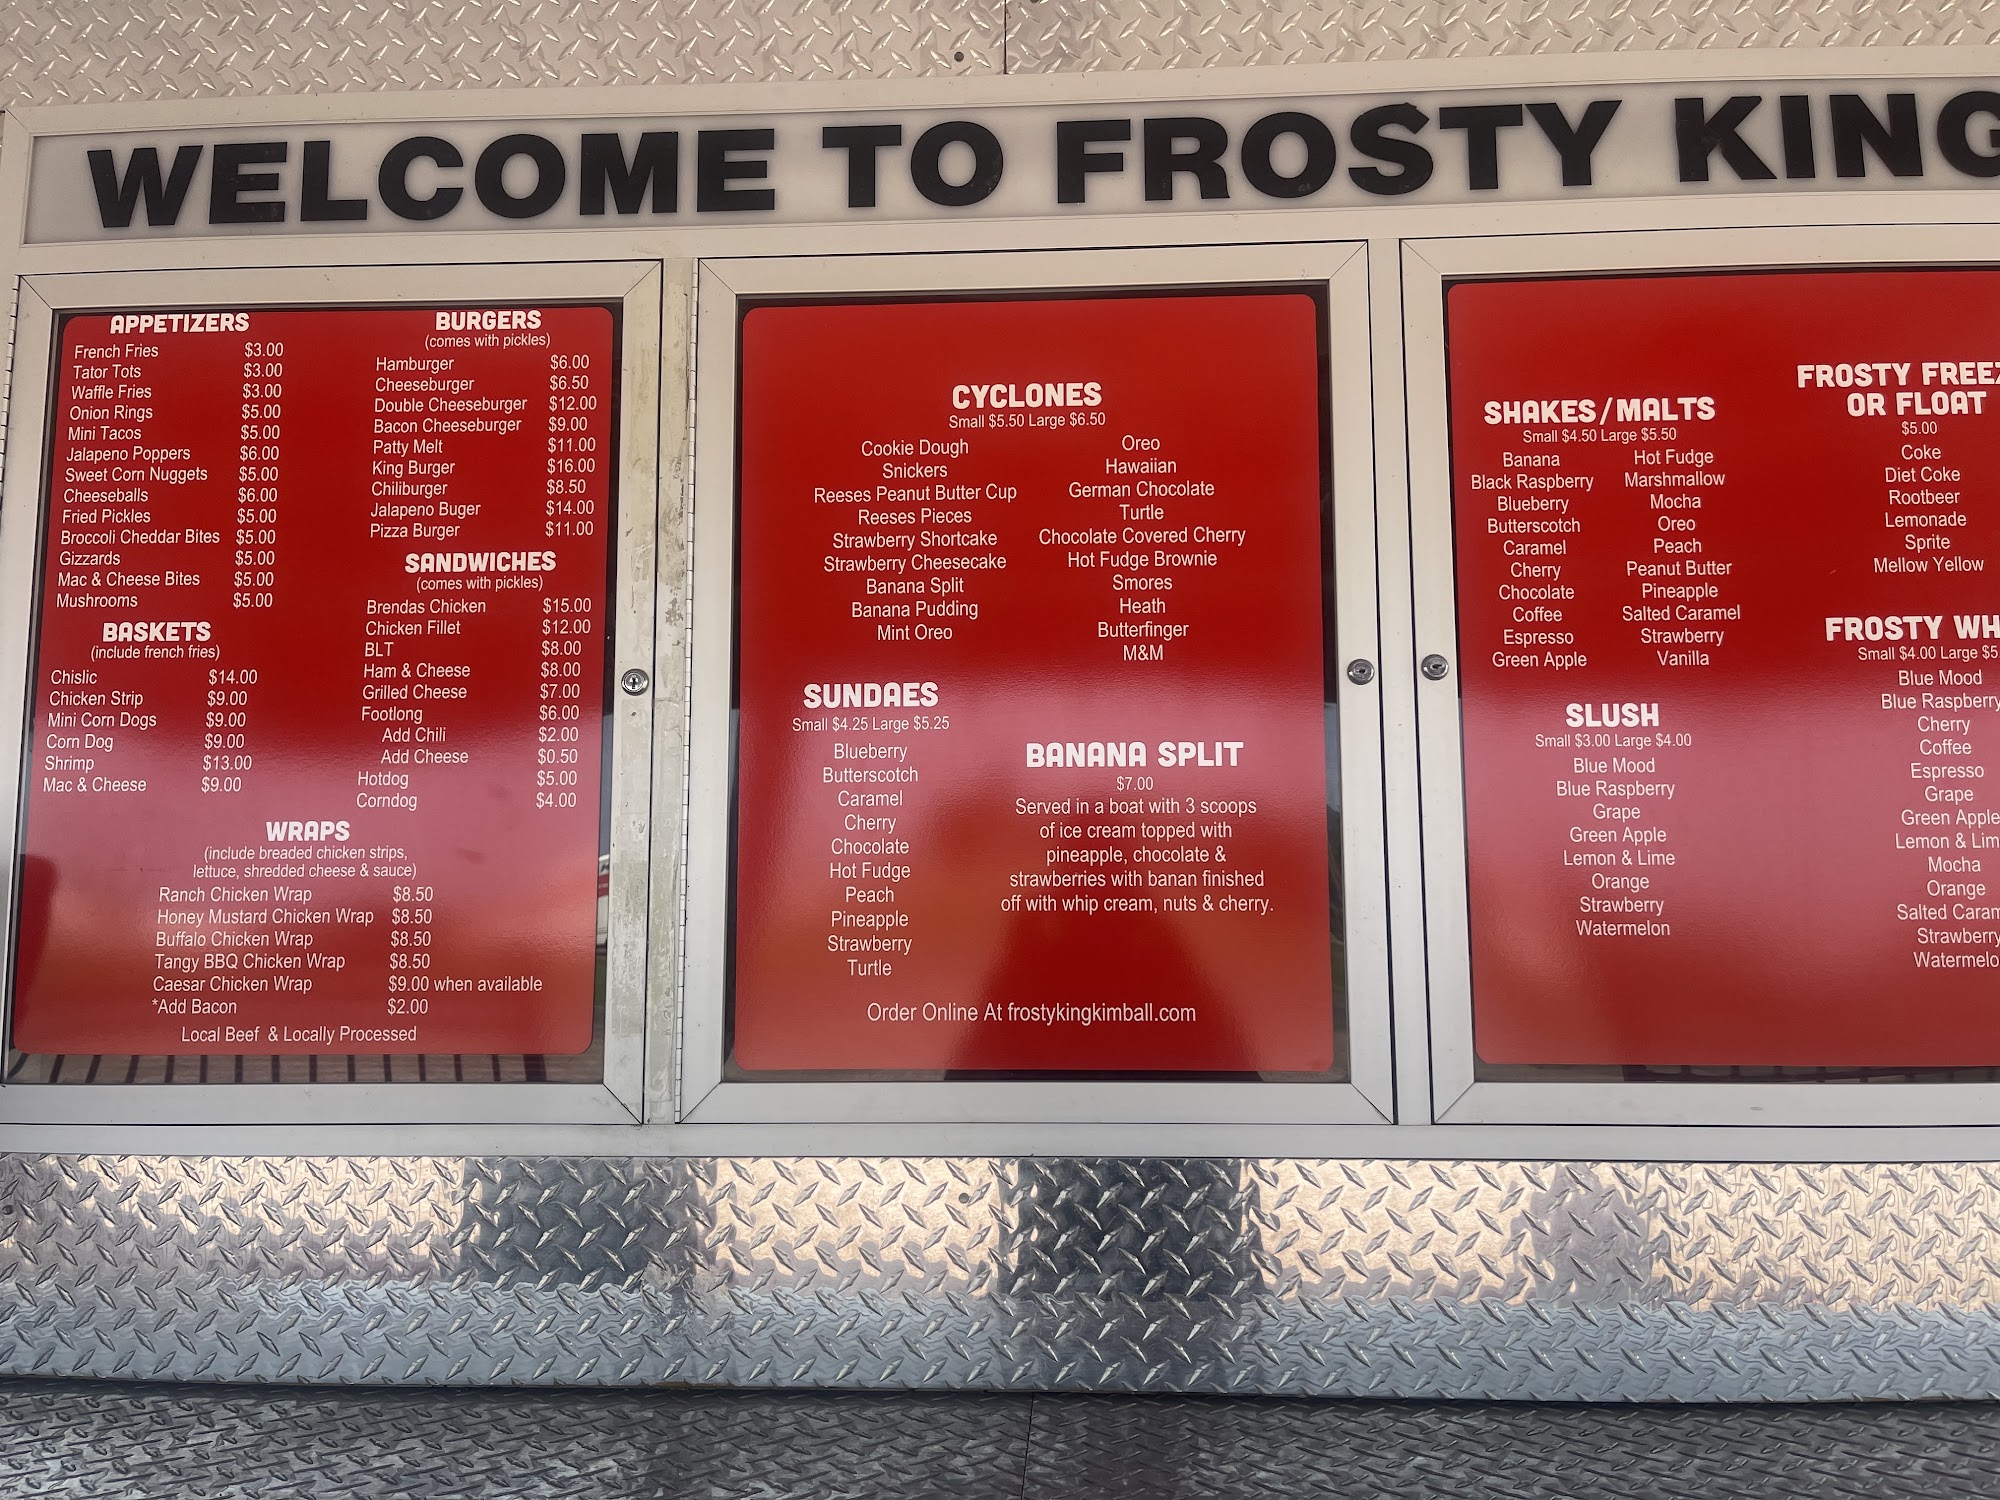 WELCOME TO FROSTY KING
APPETIZERS
French Fries $3.00
Tator Tots $3.00
Waffle Fries $3.00
Onion Rings $5.00
Mini Tacos $5.00
Jalapeno Poppers $6.00
Sweet Corn Nuggets $5.00
Cheeseballs $6.00
Fried Pickles $5.00
Broccoli Cheddar Bites $5.00
Gizzards $5.00
Mac & Cheese Bites $5.00
Mushrooms $5.00
BASKETS
(include french fries)
Chislic $14.00
Chicken Strip $9.00
Mini Corn Dogs $9.00
Corn Dog $9.00
Shrimp $13.00
Mac & Cheese $9.00
BURGERS
(comes with pickles)
Hamburger $6.00
Cheeseburger $6.50
Double Cheeseburger $12.00
Bacon Cheeseburger $9.00
Patty Melt $11.00
King Burger $16.00
Chiliburger $8.50
Jalapeno Buger $14.00
Pizza Burger $11.00
SANDWICHES
(comes with pickles)
Brendas Chicken $15.00
Chicken Fillet $12.00
BLT $8.00
Ham & Cheese $8.00
Grilled Cheese $7.00
Footlong $6.00
Add Chili $2.00
Add Cheese $0.50
Hotdog $5.00
Corndog $4.00
WRAPS
(include breaded chicken strips,
lettuce, shredded cheese & sauce)
Ranch Chicken Wrap $8.50
Honey Mustard Chicken Wrap $8.50
Buffalo Chicken Wrap $8.50
Tangy BBQ Chicken Wrap $8.50
Caesar Chicken Wrap $9.00 when available
*Add Bacon $2.00
Local Beef & Locally Processed
CYCLONES
Small $5.50 Large $6.50
Cookie Dough
Snickers
Reeses Peanut Butter Cup
Reeses Pieces
Strawberry Shortcake
Strawberry Cheesecake
Banana Split
Banana Pudding
Mint Oreo
Oreo
Hawaiian
German Chocolate
Turtle
Chocolate Covered Cherry
Hot Fudge Brownie
Smores
Heath
Butterfinger
M&M
SUNDAES
Small $4.25 Large $5.25
Blueberry
Butterscotch
Caramel
Cherry
Chocolate
Hot Fudge
Peach
Pineapple
Strawberry
Turtle
BANANA SPLIT
$7.00
Served in a boat with 3 scoops
of ice cream topped with
pineapple, chocolate &
strawberries with banan finished
off with whip cream, nuts & cherry.
Order Online At frostykingkimball.com
SHAKES/MALTS
Small $4.50 Large $5.50
Banana
Black Raspberry
Blueberry
Butterscotch
Caramel
Cherry
Chocolate
Coffee
Espresso
Green Apple
Hot Fudge
Marshmallow
Mocha
Oreo
Peach
Peanut Butter
Pineapple
Salted Caramel
Strawberry
Vanilla
SLUSH
Small $3.00 Large $4.00
Blue Mood
Blue Raspberry
Grape
Green Apple
Lemon & Lime
Orange
Strawberry
Watermelon
FROSTY FREEZ
OR FLOAT
$5.00
Coke
Diet Coke
Rootbeer
Lemonade
Sprite
Mellow Yellow
FROSTY WH
Small $4.00 Large $5.
Blue Mood
Blue Raspberry
Cherry
Coffee
Espresso
Grape
Green Apple
Lemon & Lim
Mocha
Orange
Salted Caram
Strawberry
Watermelo